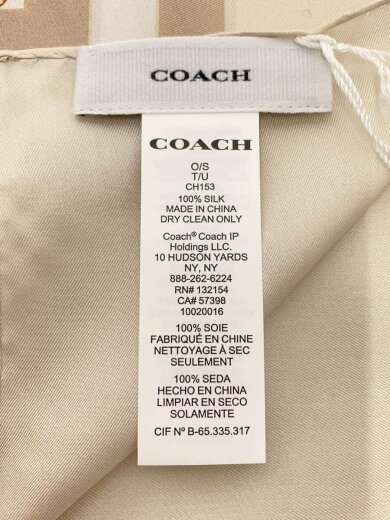 COACH
COACH
O/S
T/U
CH153
100% SILK
MADE IN CHINA
DRY CLEAN ONLY
Coach® Coach IP
Holdings LLC.
10 HUDSON YARDS
NY, NY
888-262-6224
RN# 132154
CA# 57398
10020016
100% SOIE
FABRIQUÉ EN CHINE
NETTOYAGE À SEC
SEULEMENT
100% SEDA
HECHO EN CHINA
LIMPIAR EN SECO
SOLAMENTE
CIF Nº B-65.335.317